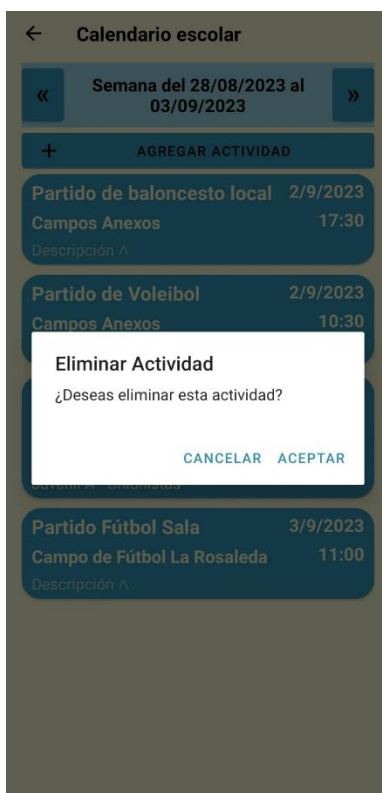 ← Calendario escolar
« Semana del 28/08/2023 al »
03/09/2023
+ AGREGAR ACTIVIDAD
Partido de baloncesto local 2/9/2023
Campos Anexos 17:30
Descripción ^
Partido de Voleibol 2/9/2023
Campos Anexos 10:30
Eliminar Actividad
¿Deseas eliminar esta actividad?
CANCELAR ACEPTAR
Juvenil A - Unionistas
Partido Fútbol Sala 3/9/2023
Campo de Fútbol La Rosaleda 11:00
Descripción ^